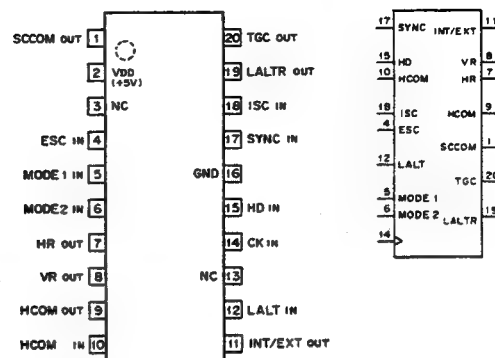 SCCOM OUT 1 20 TGC OUT
2 VDD (+5V) 19 LALTR OUT
3 NC 18 ISC IN
ESC IN 4 17 SYNC IN
MODE 1 IN 5 GND 16
MODE2 IN 6 15 HD IN
HR OUT 7 14 CK IN
VR OUT 8 NC 13
HCOM OUT 9 12 LALT IN
HCOM IN 10 11 INT/EXT OUT
17 SYNC INT/EXT 11
15 HD VR 8
10 HCOM HR 7
18 ISC HCOM 9
4 ESC
SCCOM 1
12 LALT
TGC 20
5 MODE 1
6 MODE 2 LALTR 19
14